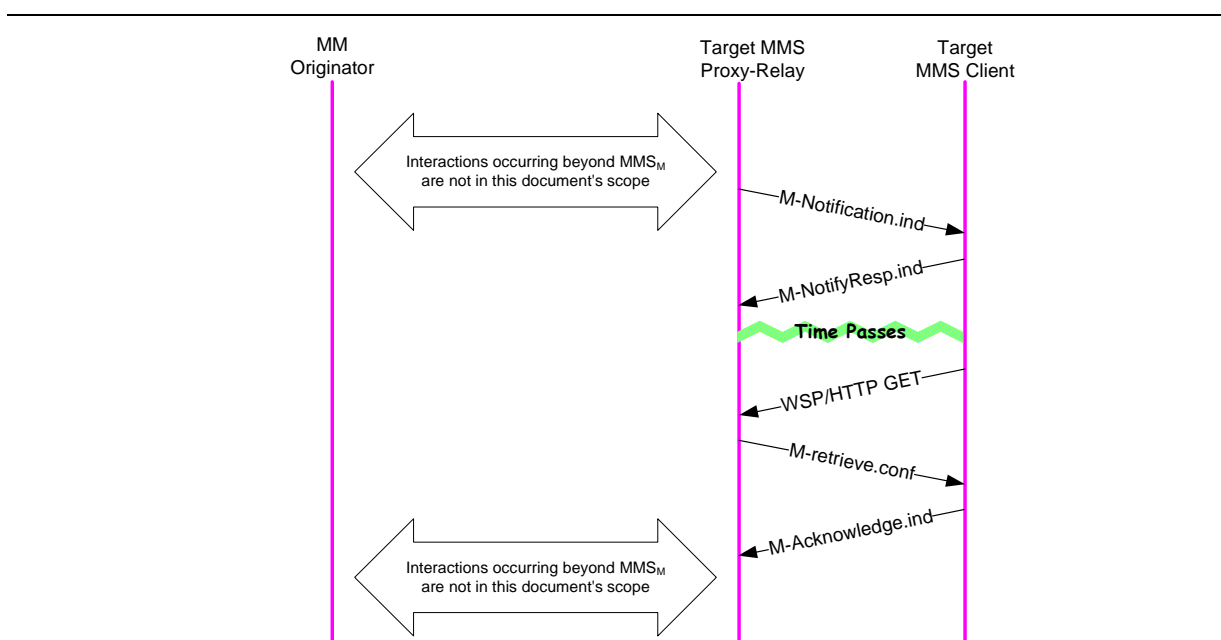 MM
Originator
Target MMS
Proxy-Relay
Target
MMS Client
Interactions occurring beyond MMSM
are not in this document's scope
M-Notification.ind
M-NotifyResp.ind
Time Passes
WSP/HTTP GET
M-retrieve.conf
M-Acknowledge.ind
Interactions occurring beyond MMSM
are not in this document's scope